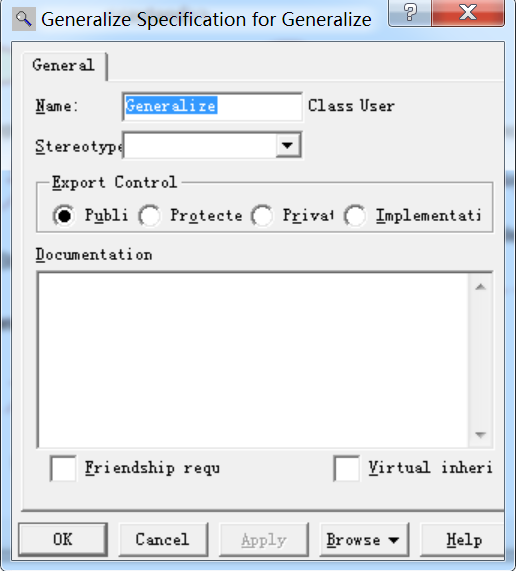 Generalize Specification for Generalize
General
Name: Generalize Class User
Stereotype
Export Control
Publi Protecte Privat Implementati
Documentation
Friendship requ Virtual inheri
OK Cancel Apply Browse Help